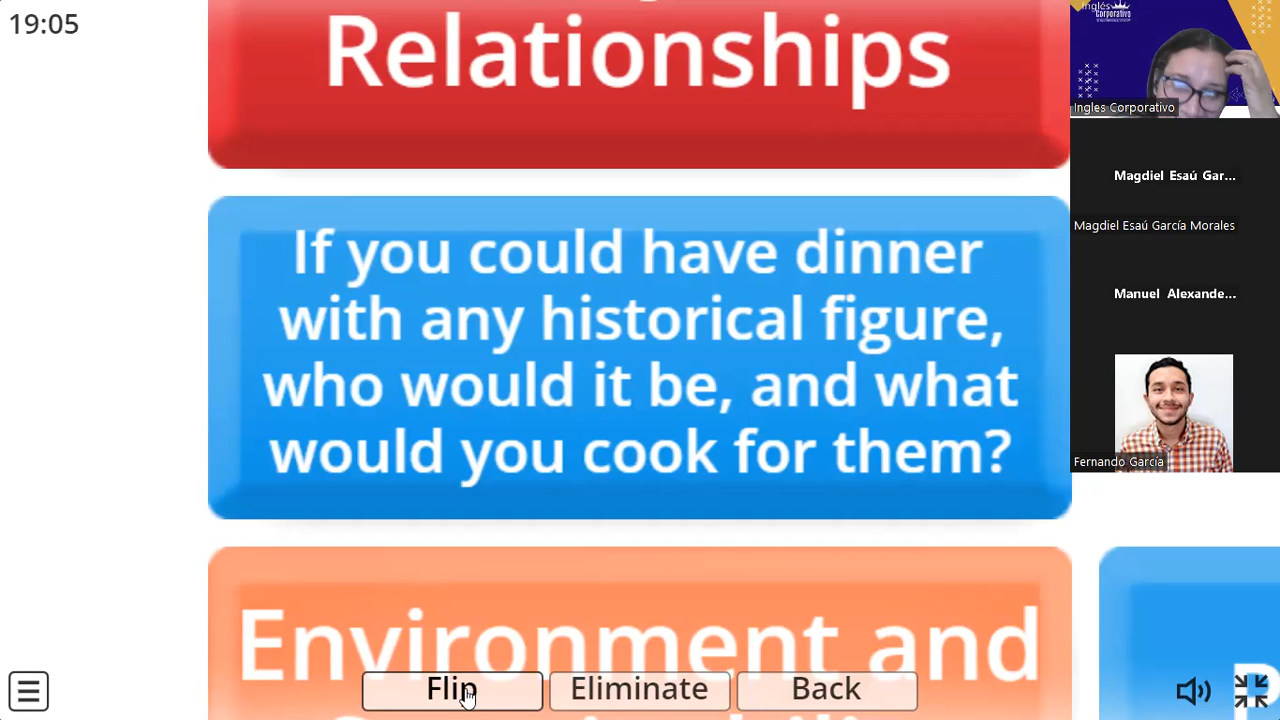 19:05
Relationships
If you could have dinner
with any historical figure,
who would it be, and what
would you cook for them?
Environment and
Flip
Eliminate
Back
Inglés
corporativo
Ingles Corporativo
Magdiel Esaú Gar...
Magdiel Esaú García Morales
Manuel Alexande...
Fernando García